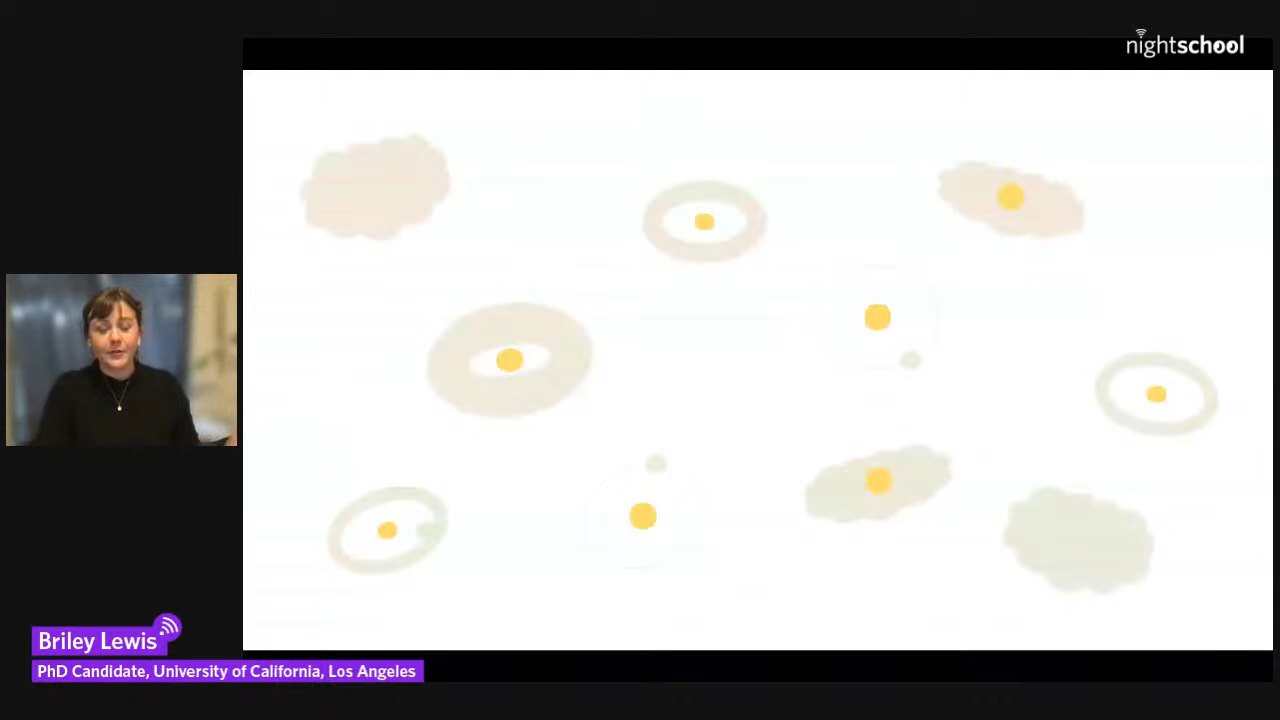 nightschool
Briley Lewis
PhD Candidate, University of California, Los Angeles